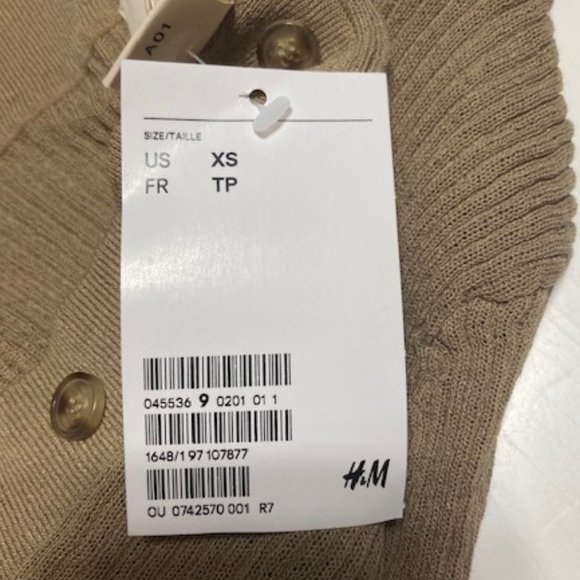 A01
SIZE/TAILLE
US XS
FR TP
045536 9 0201 01 1
1648/1 97 107877
H&M
OU 0742570 001 R7